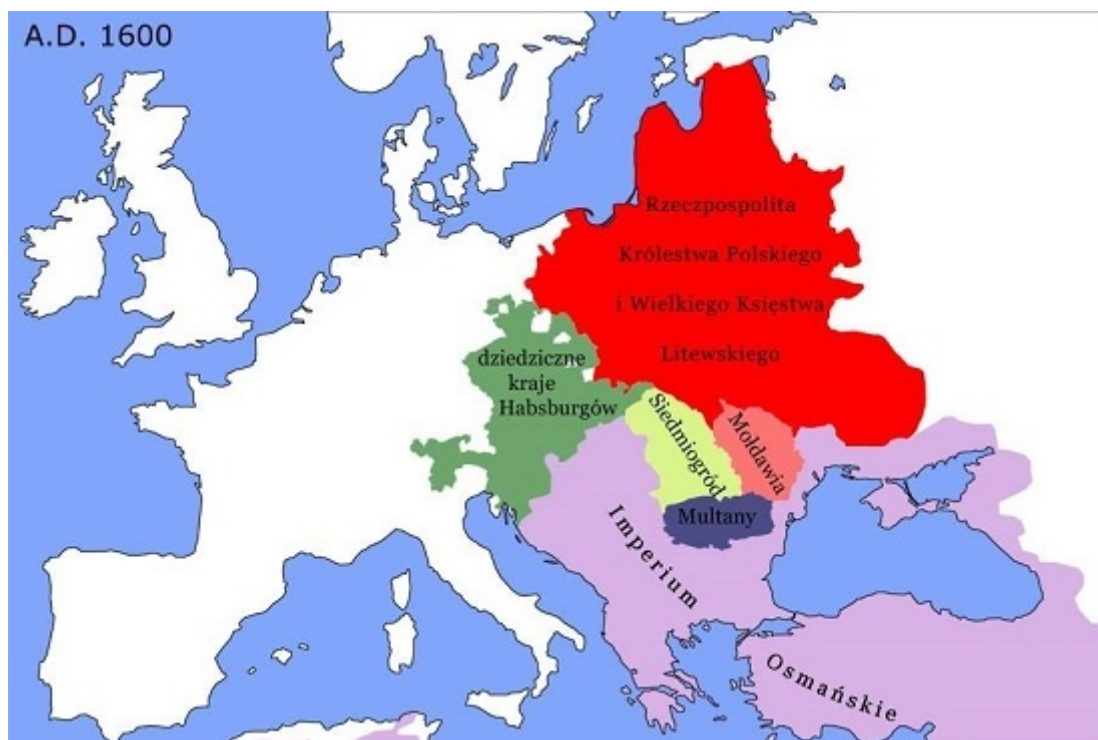 A.D. 1600
Rzeczpospolita
Królestwa Polskiego
i Wielkiego Księstwa
Litewskiego
dziedziczne
kraje
Habsburgów
Siedmiogród
Mołdawia
Multany
Imperium
Osmańskie